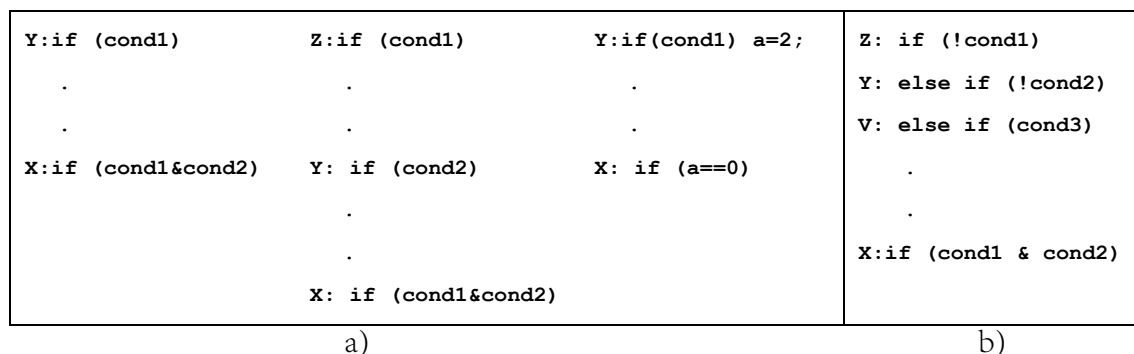 Y:if (cond1) Z:if (cond1) Y:if(cond1) a=2; Z: if (!cond1)
. . . Y: else if (!cond2)
. . . V: else if (cond3)
X:if (cond1&cond2) Y: if (cond2) X: if (a==0) .
. .
. X:if (cond1 & cond2)
X: if (cond1&cond2)
a) b)